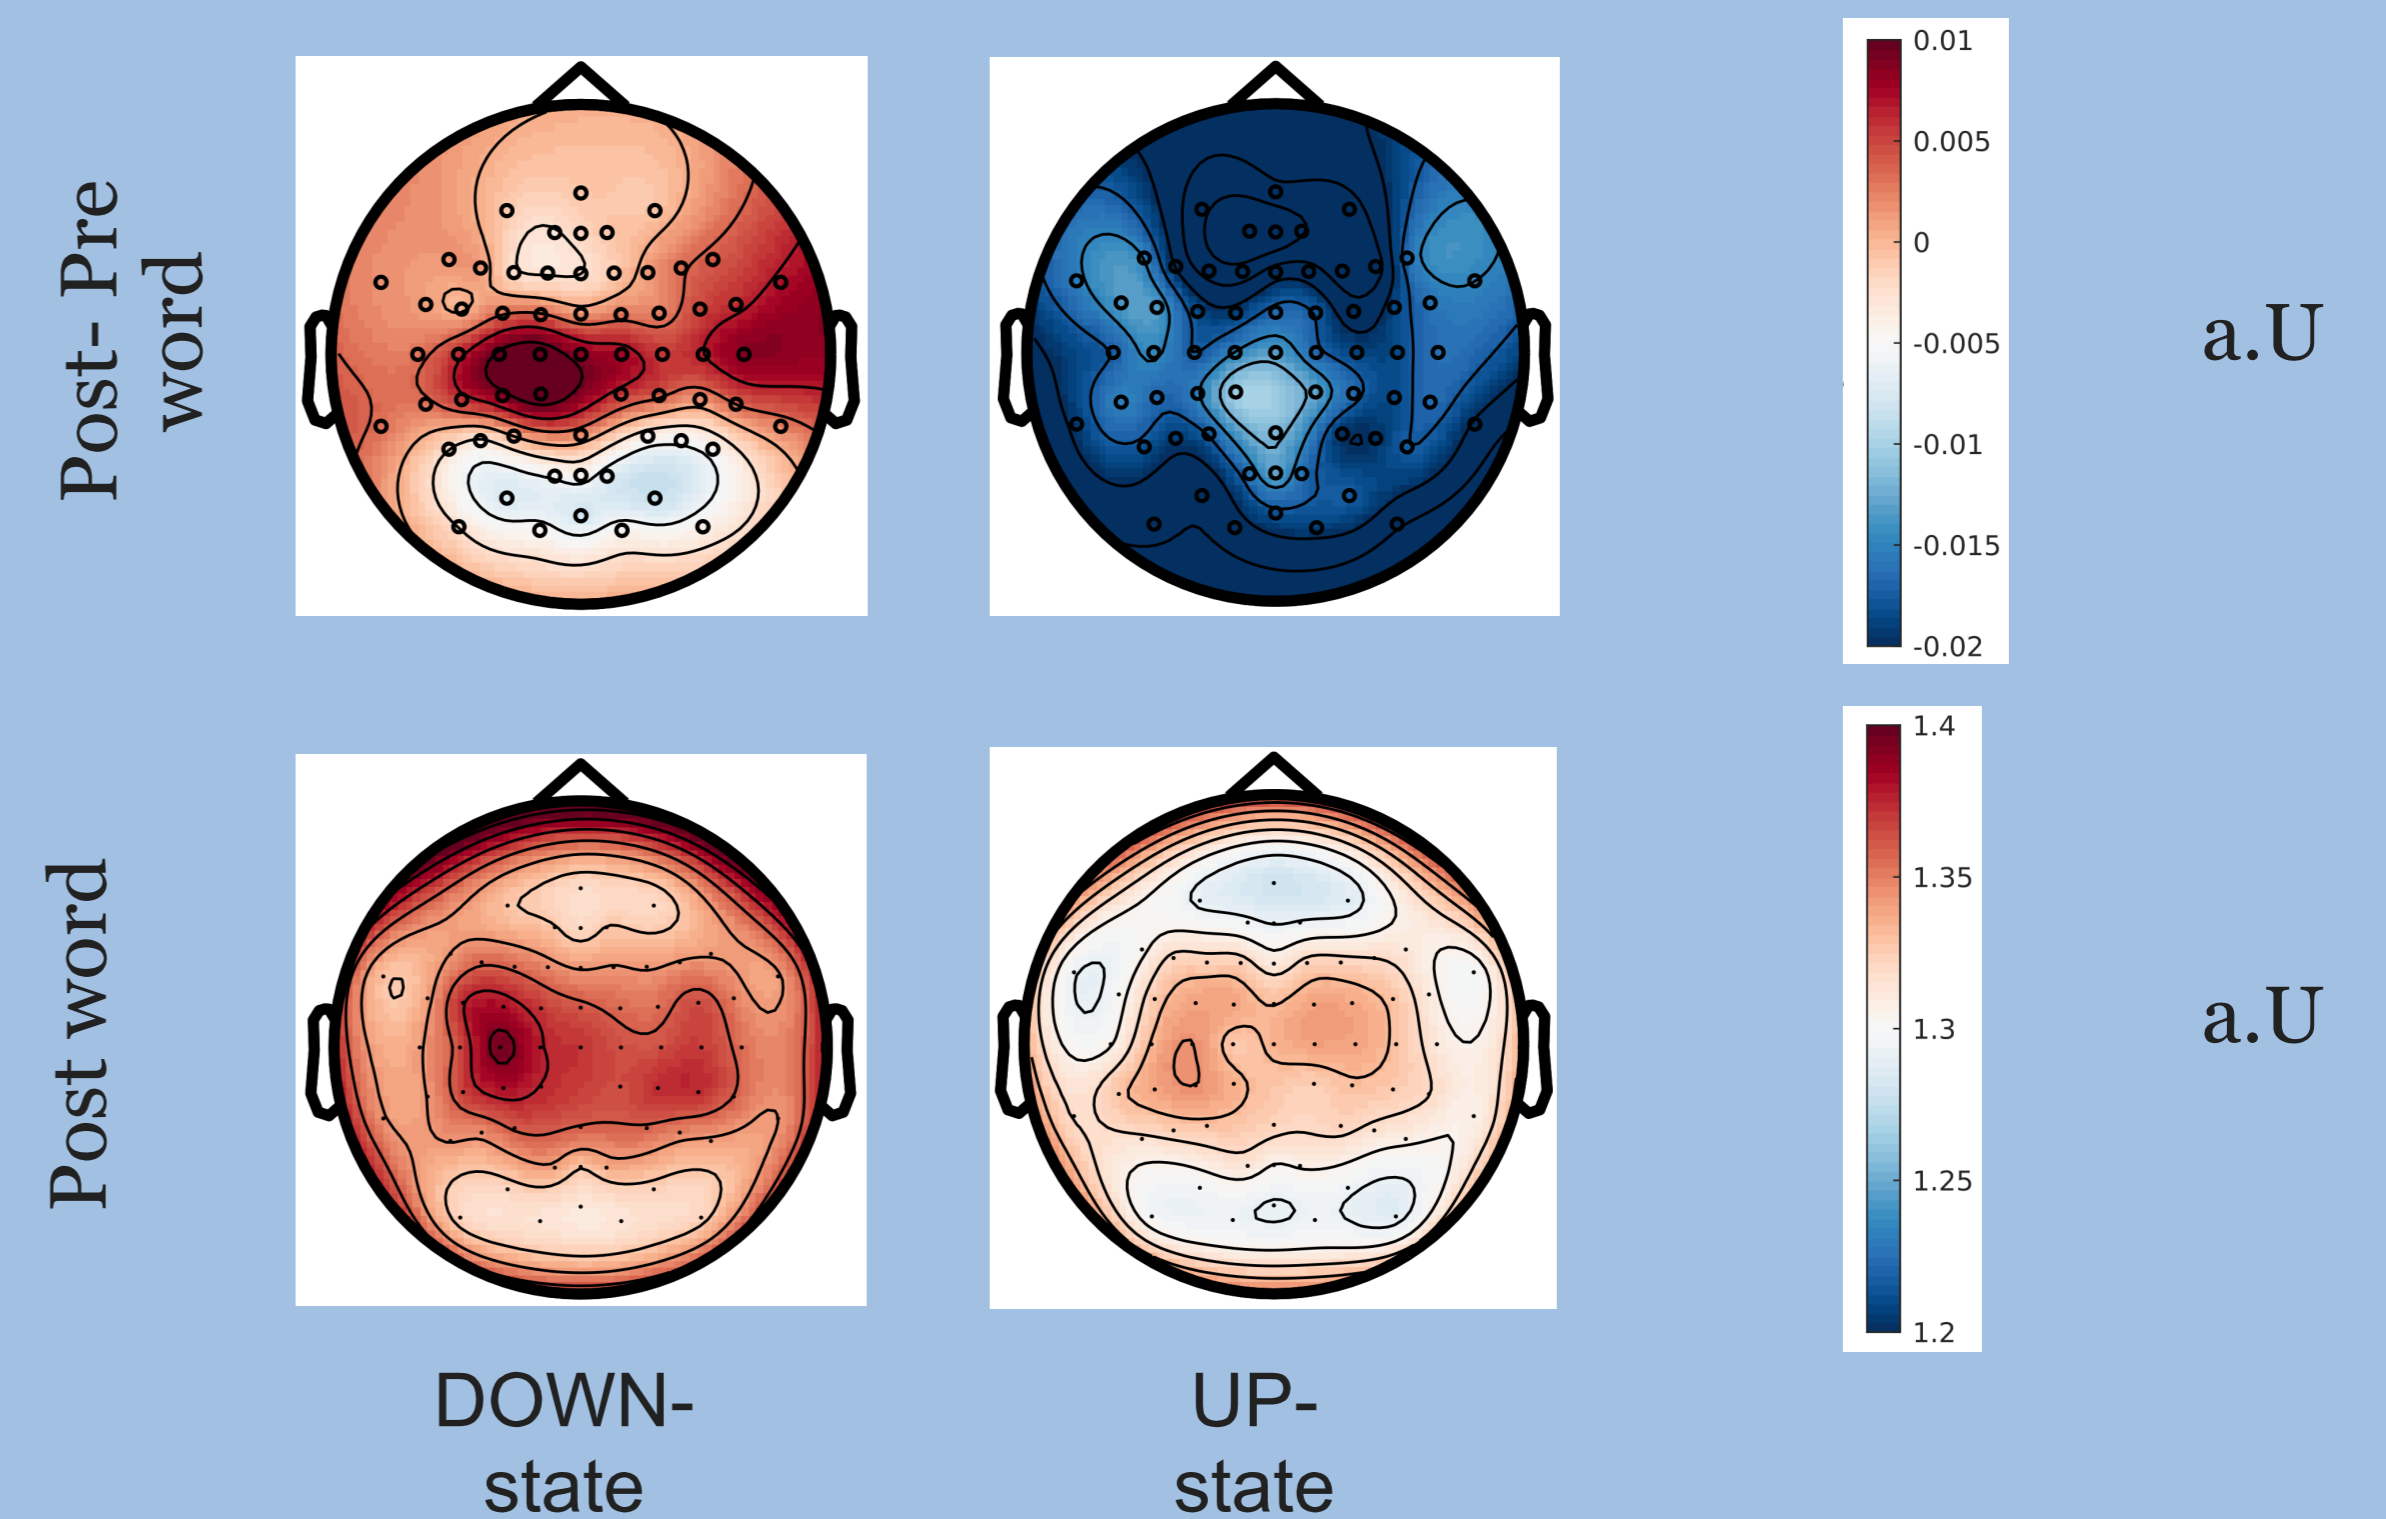 Post- Pre
word
0.01
0.005
0
-0.005
-0.01
-0.015
-0.02
a.U
Post word
1.4
1.35
1.3
1.25
1.2
a.U
DOWN-
state
UP-
state